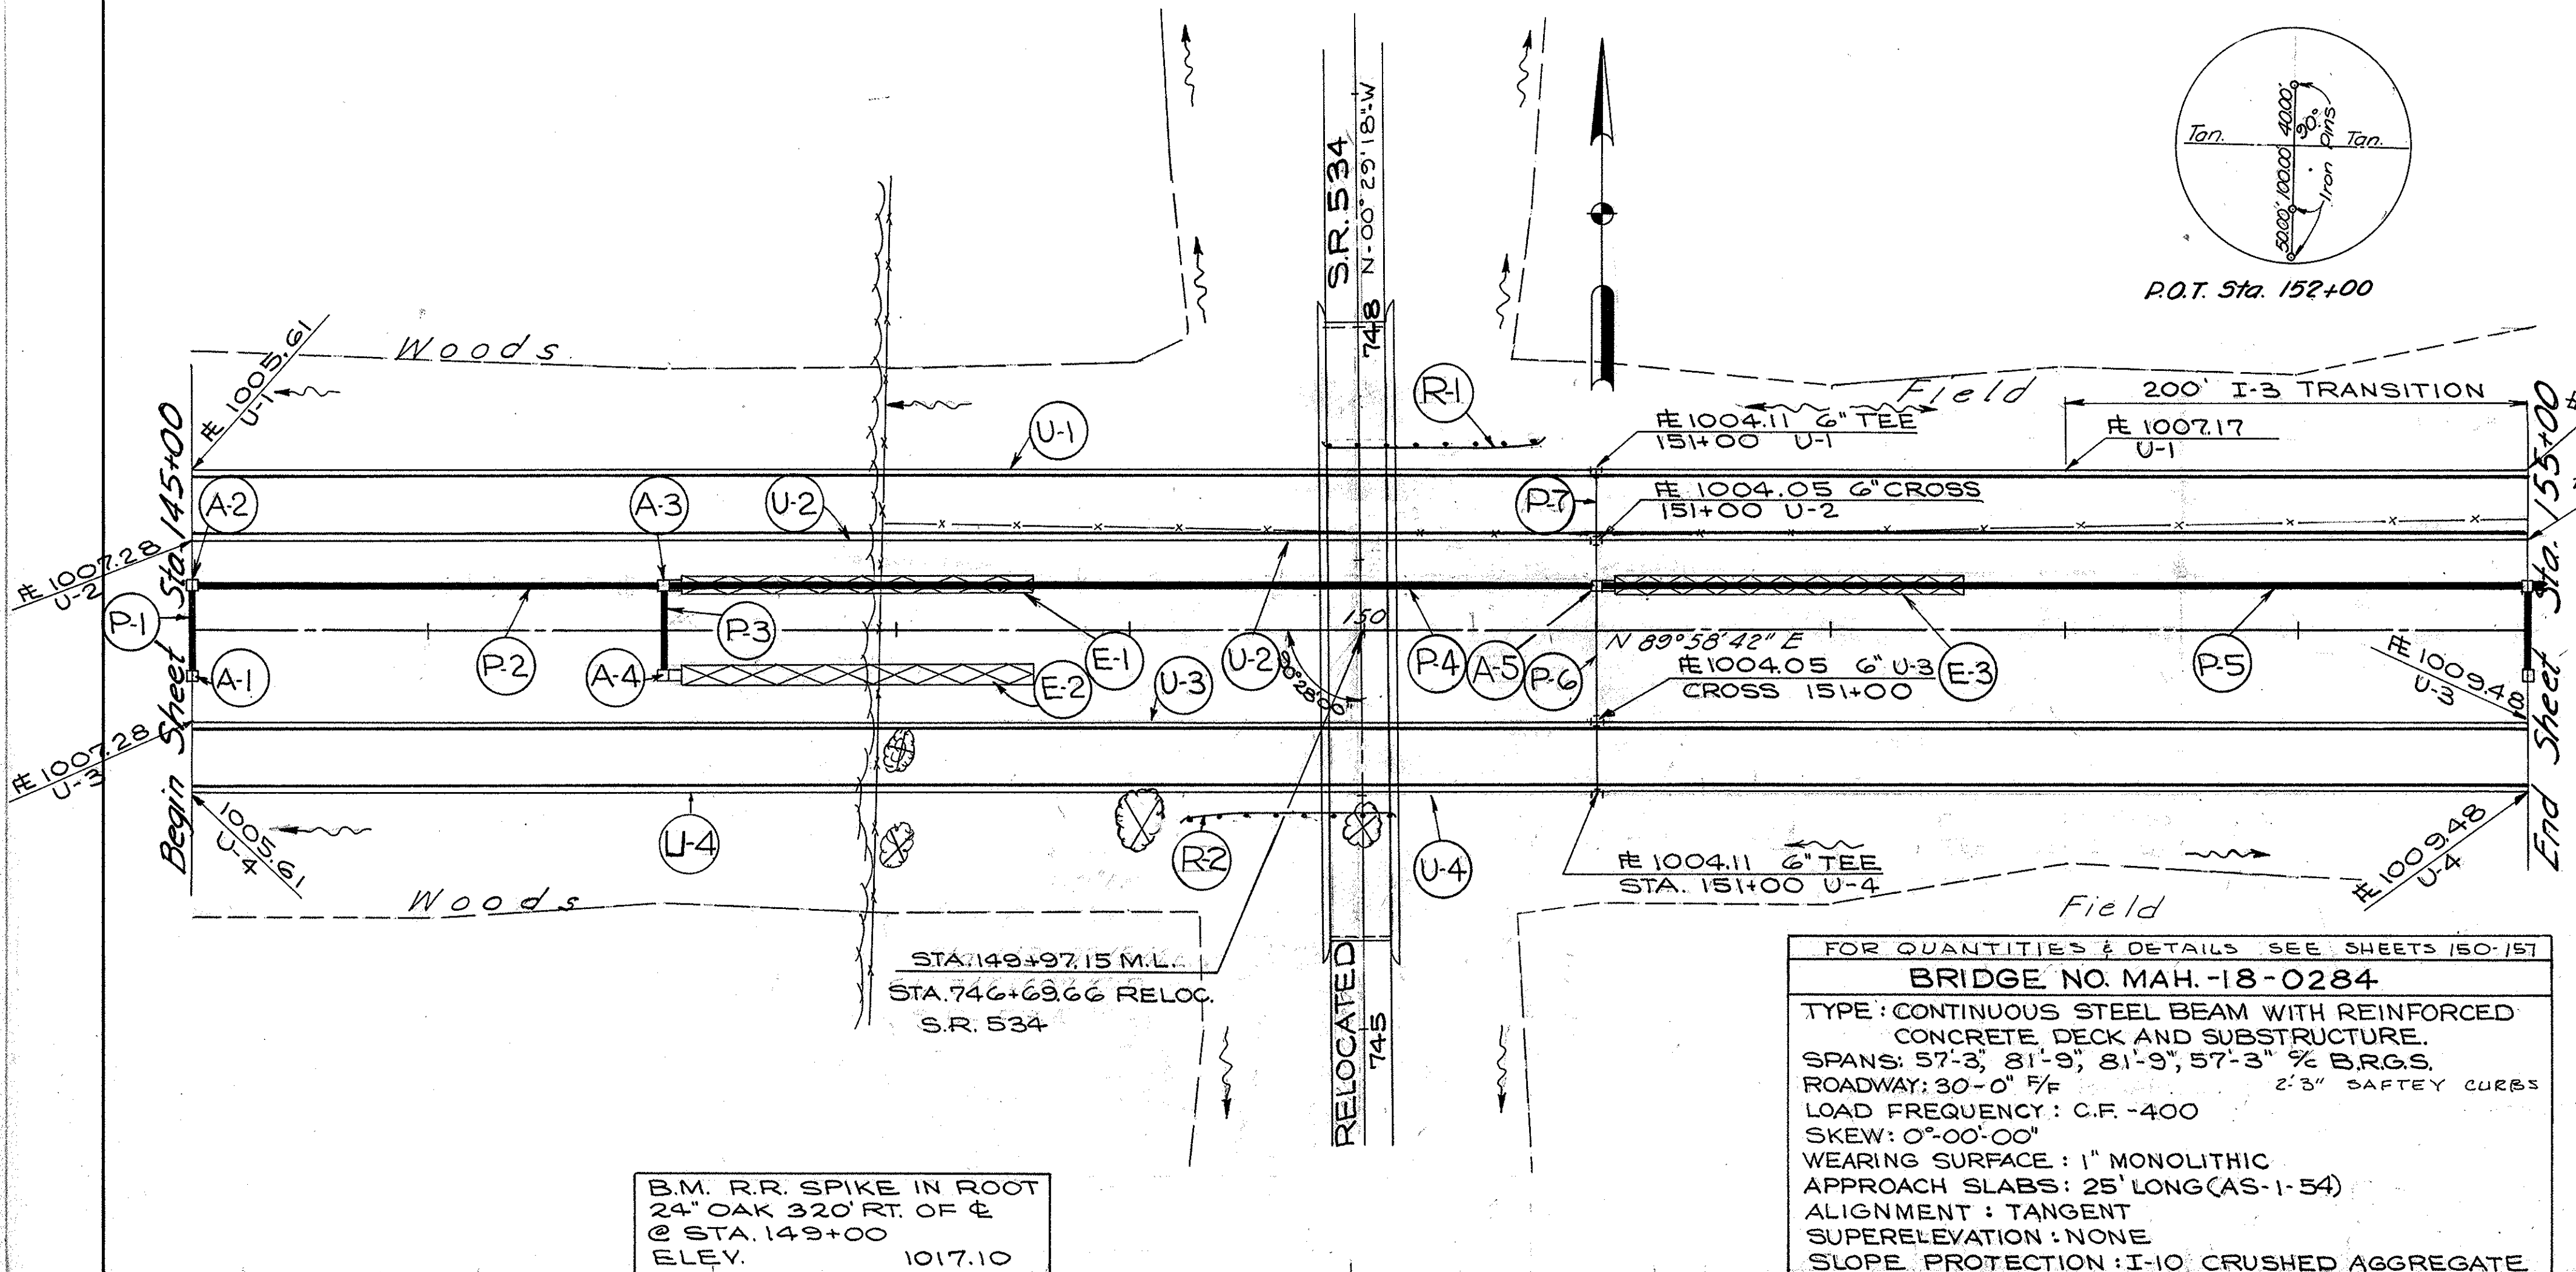 S.R. 534
N-00° 29' 18"-W
748
Tan.
Tan.
40.00'
100.00'
50.00'
90°
Iron pins
P.O.T. Sta. 152+00
Woods
Field
200' I-3 TRANSITION
1005.61
U-1
R-1
U-1
1004.11 6" TEE
151+00 U-1
1007.17
U-1
Begin Sheet Sta. 145+00
End Sheet Sta. 155+00
A-2
A-3
U-2
P-7
1004.05 6" CROSS
151+00 U-2
1007.28
U-2
P-1
A-1
P-2
P-3
A-4
E-1
E-2
U-2
150
90°28'00"
U-3
P-4
A-5
P-6
N 89°58'42" E
1004.05 6" U-3
CROSS 151+00
E-3
P-5
1009.48
U-3
10
1007.28
U-3
1005.61
U-4
U-4
R-2
U-4
1004.11 6" TEE
STA. 151+00 U-4
1009.48
U-4
Woods
Field
STA. 149+97.15 M.L.
STA. 746+69.66 RELOC.
S.R. 534
RELOCATED
745
B.M. R.R. SPIKE IN ROOT
24" OAK 320' RT. OF ℄
@ STA. 149+00
ELEV. 1017.10
FOR QUANTITIES & DETAILS SEE SHEETS 150-157
BRIDGE NO. MAH.-18-0284
TYPE: CONTINUOUS STEEL BEAM WITH REINFORCED
CONCRETE DECK AND SUBSTRUCTURE.
SPANS: 57'-3", 81'-9", 81'-9", 57'-3" C/C B.R.G.S.
ROADWAY: 30-0" F/F 2'-3" SAFTEY CURBS
LOAD FREQUENCY: C.F. -400
SKEW: 0°-00'-00"
WEARING SURFACE: 1" MONOLITHIC
APPROACH SLABS: 25' LONG (AS-1-54)
ALIGNMENT: TANGENT
SUPERELEVATION: NONE
SLOPE PROTECTION: I-10 CRUSHED AGGREGATE